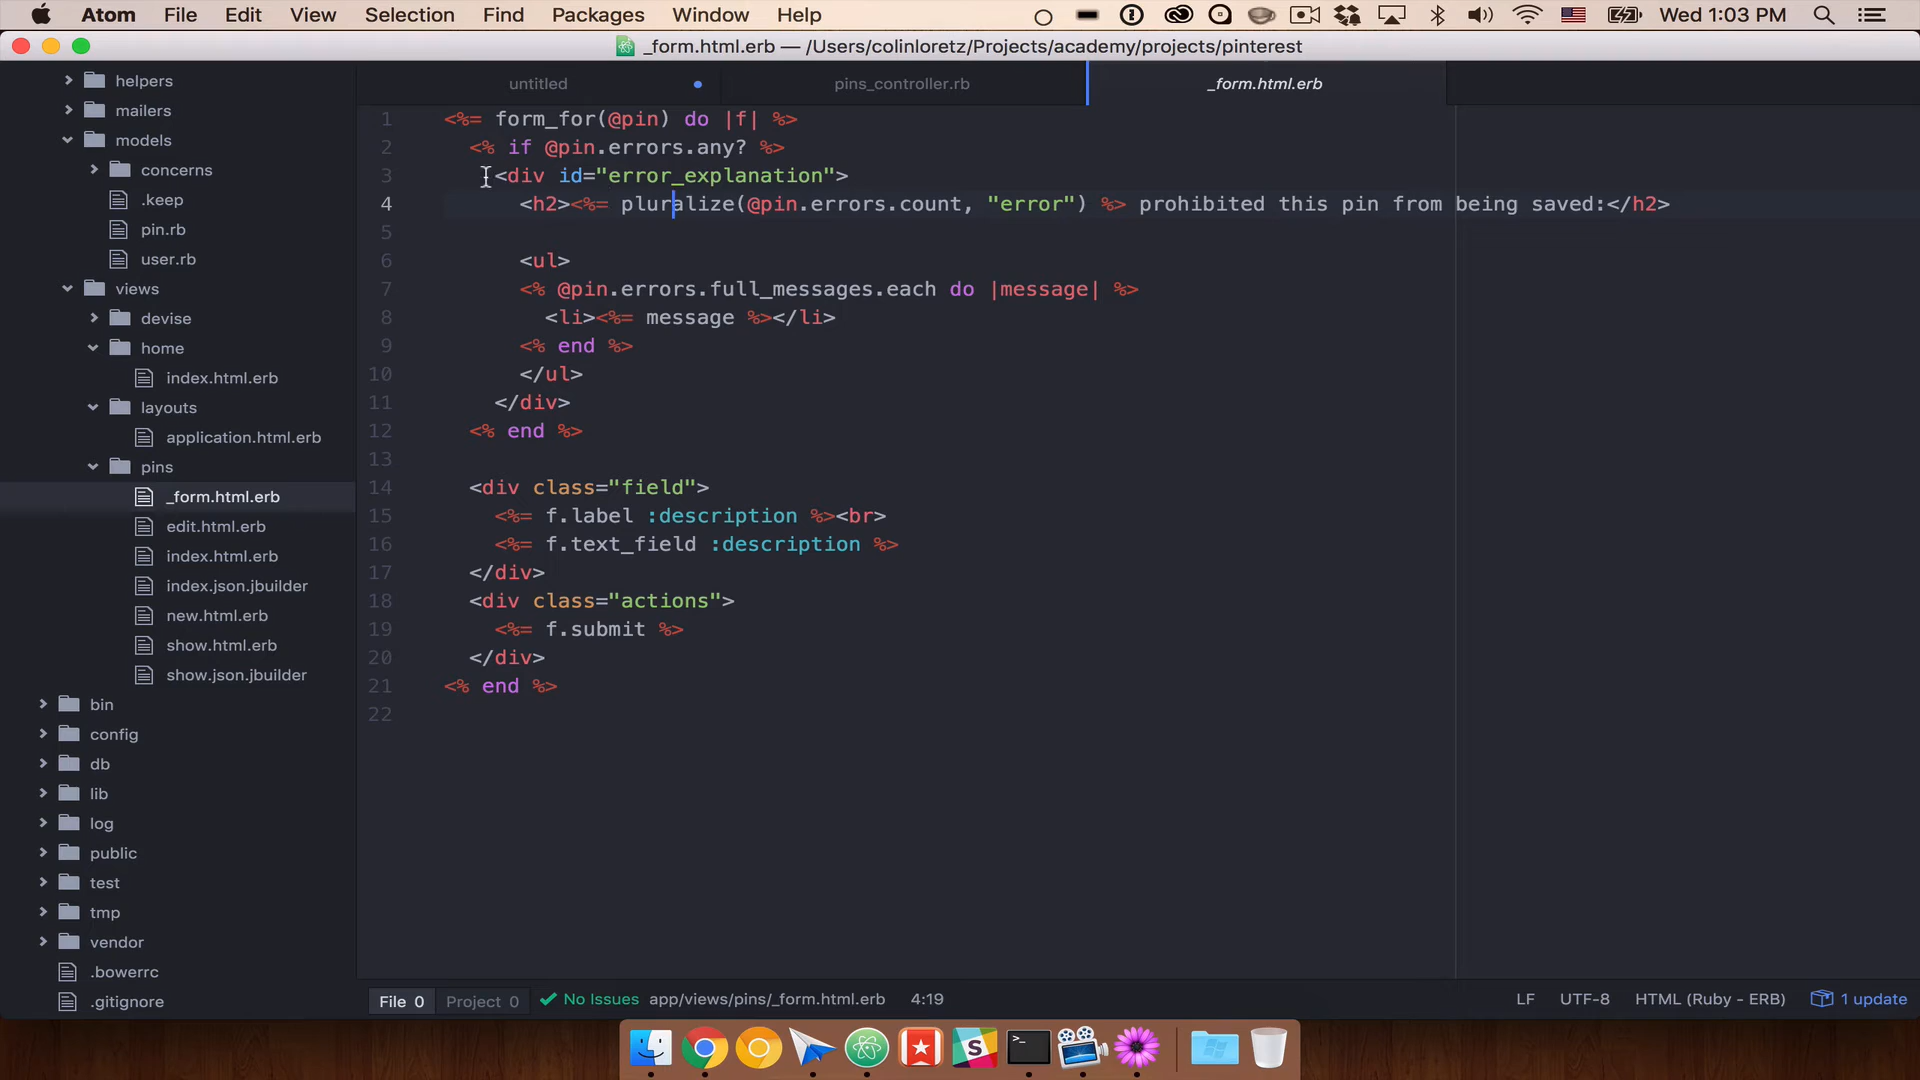 Atom File Edit View Selection Find Packages Window Help Wed 1:03 PM
_form.html.erb — /Users/colinloretz/Projects/academy/projects/pinterest
helpers
mailers
models
concerns
.keep
pin.rb
user.rb
views
devise
home
index.html.erb
layouts
application.html.erb
pins
_form.html.erb
edit.html.erb
index.html.erb
index.json.jbuilder
new.html.erb
show.html.erb
show.json.jbuilder
bin
config
db
lib
log
public
test
tmp
vendor
.bowerrc
.gitignore
untitled pins_controller.rb _form.html.erb
1 <%= form_for(@pin) do |f| %>
2 <% if @pin.errors.any? %>
3 <div id="error_explanation">
4 <h2><%= pluralize(@pin.errors.count, "error") %> prohibited this pin from being saved:</h2>
5
6 <ul>
7 <% @pin.errors.full_messages.each do |message| %>
8 <li><%= message %></li>
9 <% end %>
10 </ul>
11 </div>
12 <% end %>
13
14 <div class="field">
15 <%= f.label :description %><br>
16 <%= f.text_field :description %>
17 </div>
18 <div class="actions">
19 <%= f.submit %>
20 </div>
21 <% end %>
22
File 0 Project 0 No Issues app/views/pins/_form.html.erb 4:19 LF UTF-8 HTML (Ruby - ERB) 1 update